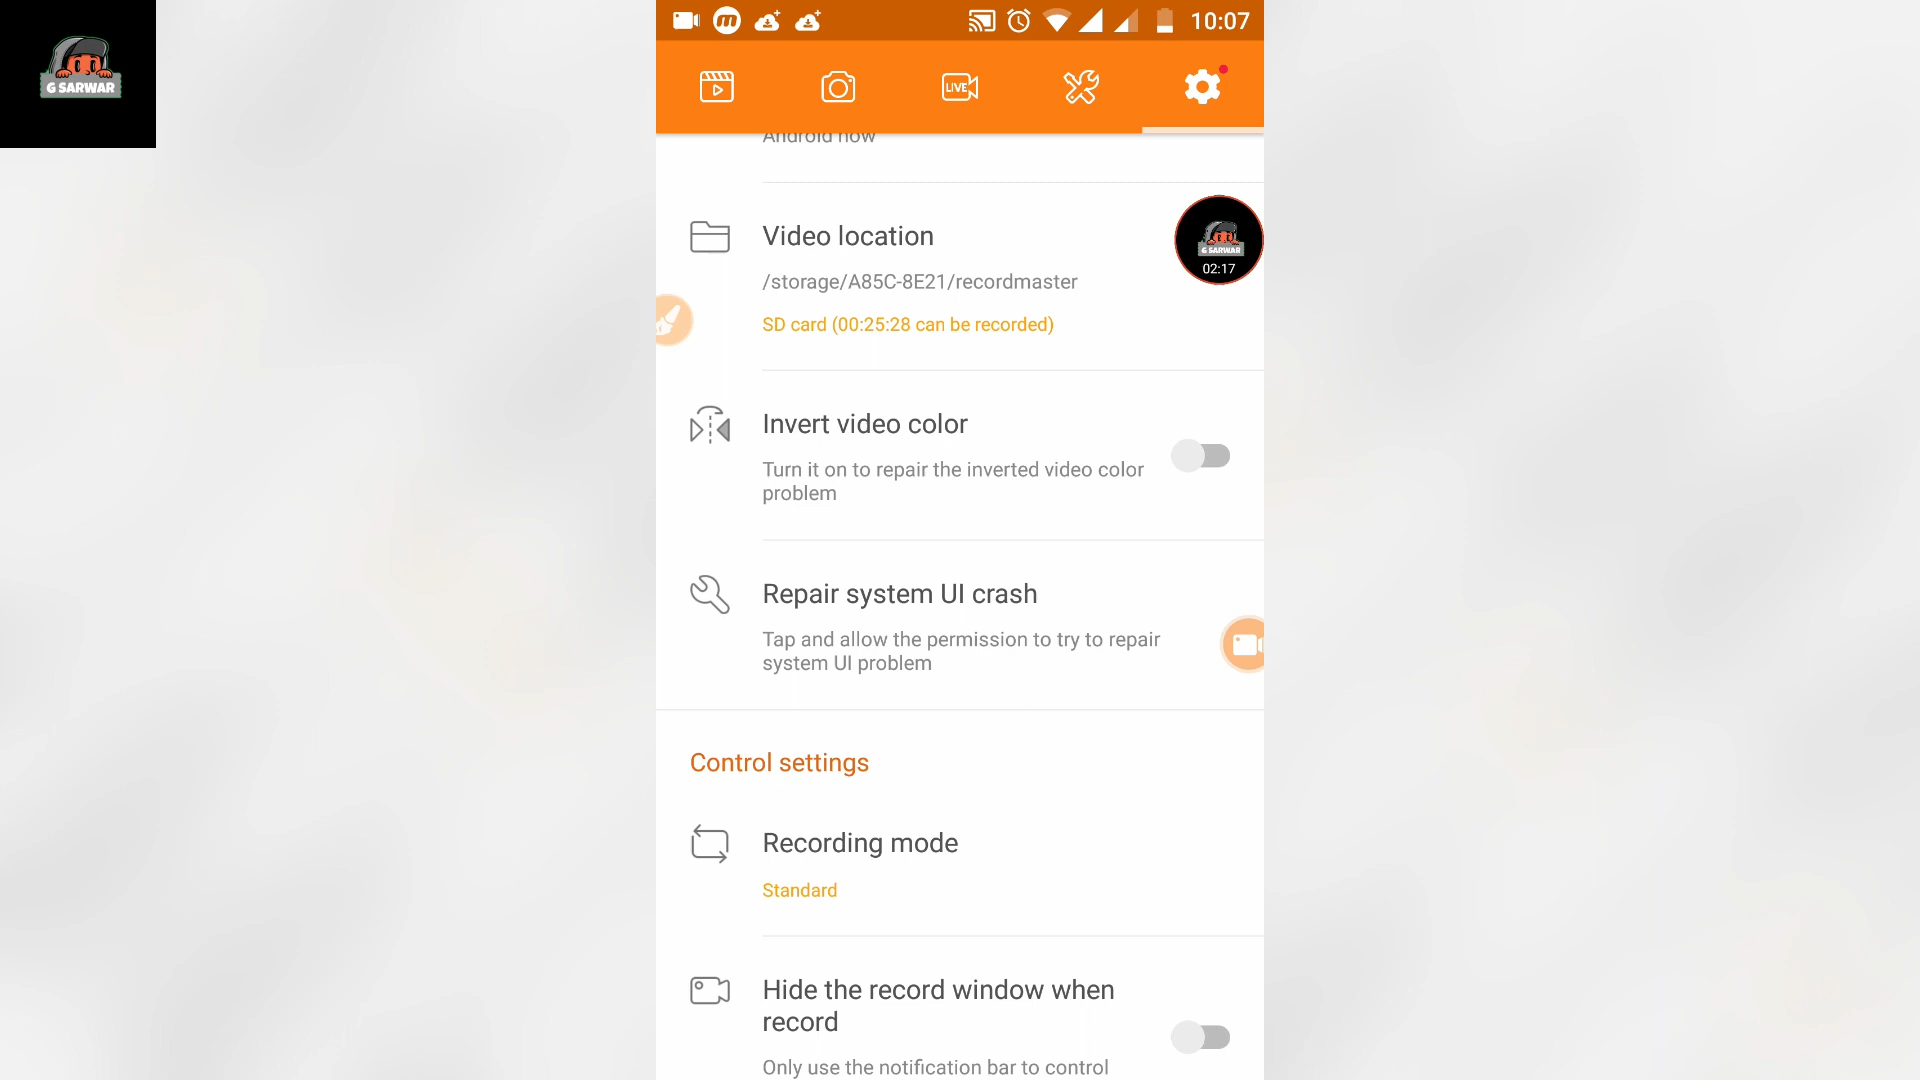 G SARWAR
10:07
LIVE
Android now
Video location
/storage/A85C-8E21/recordmaster
SD card (00:25:28 can be recorded)
G SARWAR
02:17
Invert video color
Turn it on to repair the inverted video color
problem
Repair system UI crash
Tap and allow the permission to try to repair
system UI problem
Control settings
Recording mode
Standard
Hide the record window when
record
Only use the notification bar to control